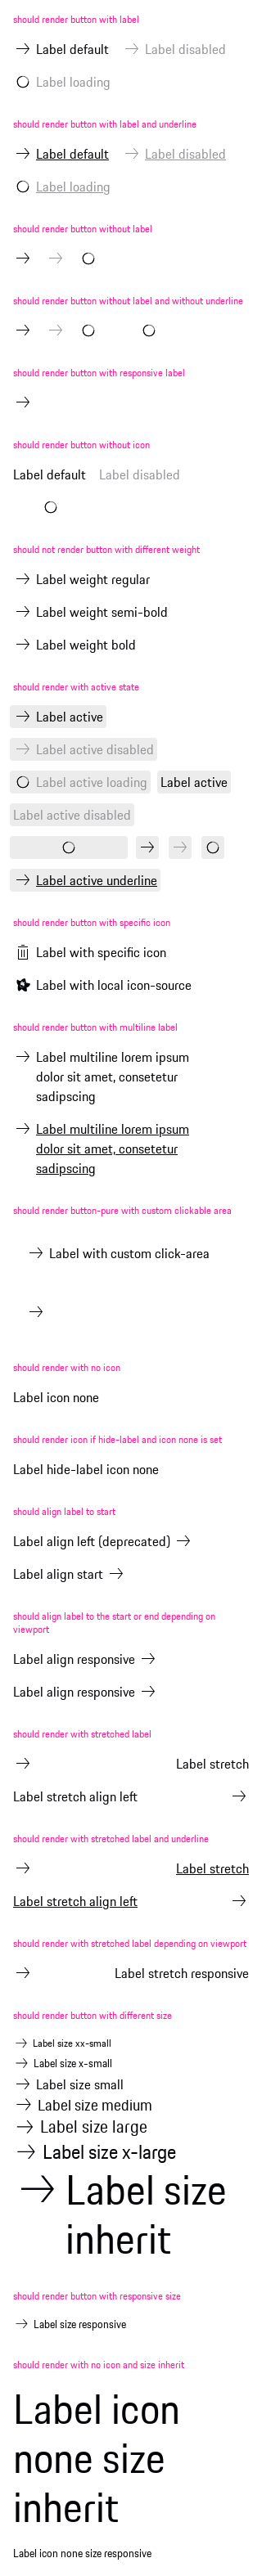 should render button with label
Label default Label disabled
Label loading
should render button with label and underline
Label default Label disabled
Label loading
should render button without label
should render button without label and without underline
should render button with responsive label
should render button without icon
Label default Label disabled
should not render button with different weight
Label weight regular
Label weight semi-bold
Label weight bold
should render with active state
Label active
Label active disabled
Label active loading Label active
Label active disabled
Label active underline
should render button with specific icon
Label with specific icon
Label with local icon-source
should render button with multiline label
Label multiline lorem ipsum
dolor sit amet, consetetur
sadipscing
Label multiline lorem ipsum
dolor sit amet, consetetur
sadipscing
should render button-pure with custom clickable area
Label with custom click-area
should render with no icon
Label icon none
should render icon if hide-label and icon none is set
Label hide-label icon none
should align label to start
Label align left (deprecated)
Label align start
should align label to the start or end depending on
viewport
Label align responsive
Label align responsive
should render with stretched label
Label stretch
Label stretch align left
should render with stretched label and underline
Label stretch
Label stretch align left
should render with stretched label depending on viewport
Label stretch responsive
should render button with different size
Label size xx-small
Label size x-small
Label size small
Label size medium
Label size large
Label size x-large
Label size
inherit
should render button with responsive size
Label size responsive
should render with no icon and size inherit
Label icon
none size
inherit
Label icon none size responsive